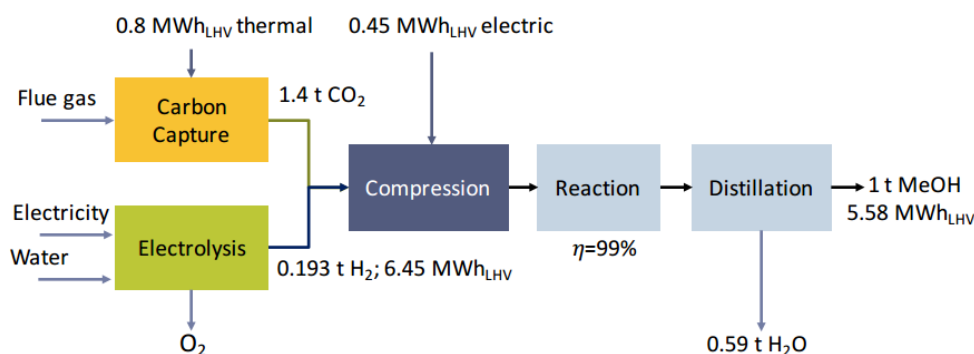 0.8 MWhLHV thermal
0.45 MWhLHV electric
Flue gas
Carbon
Capture
1.4 t CO2
Electricity
Water
Electrolysis
0.193 t H2; 6.45 MWhLHV
O2
Compression
Reaction
η=99%
Distillation
1 t MeOH
5.58 MWhLHV
0.59 t H2O